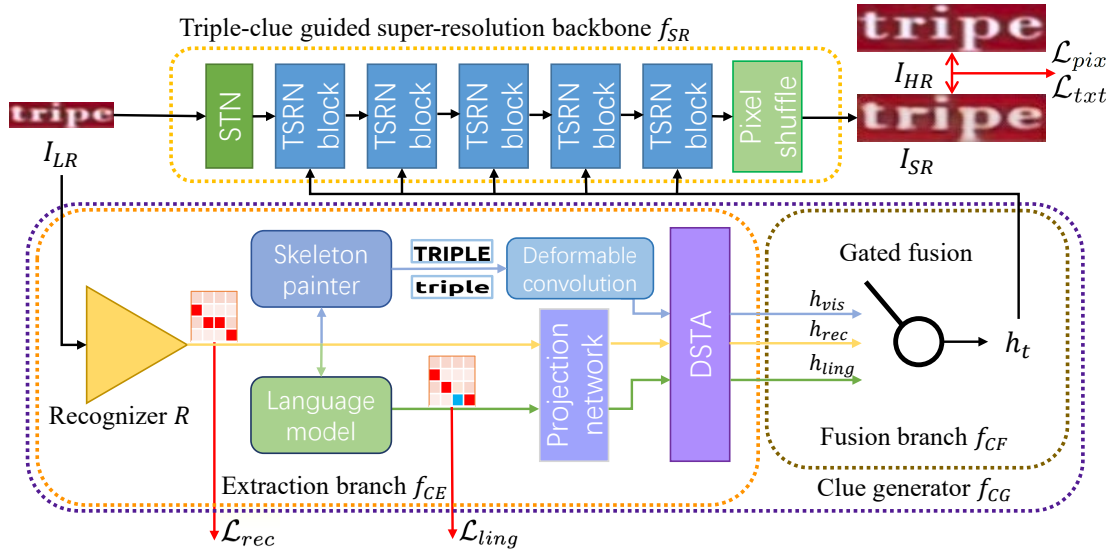 Triple-clue guided super-resolution backbone f_SR
tripe
I_LR
STN
TSRN block
TSRN block
TSRN block
TSRN block
TSRN block
Pixel shuffle
tripe
I_HR
tripe
I_SR
ℒ_pix
ℒ_txt
Recognizer R
Skeleton
painter
TRIPLE
triple
Deformable
convolution
Language
model
Projection
network
DSTA
h_vis
h_rec
h_ling
Gated fusion
h_t
Fusion branch f_CF
Extraction branch f_CE
Clue generator f_CG
ℒ_rec
ℒ_ling